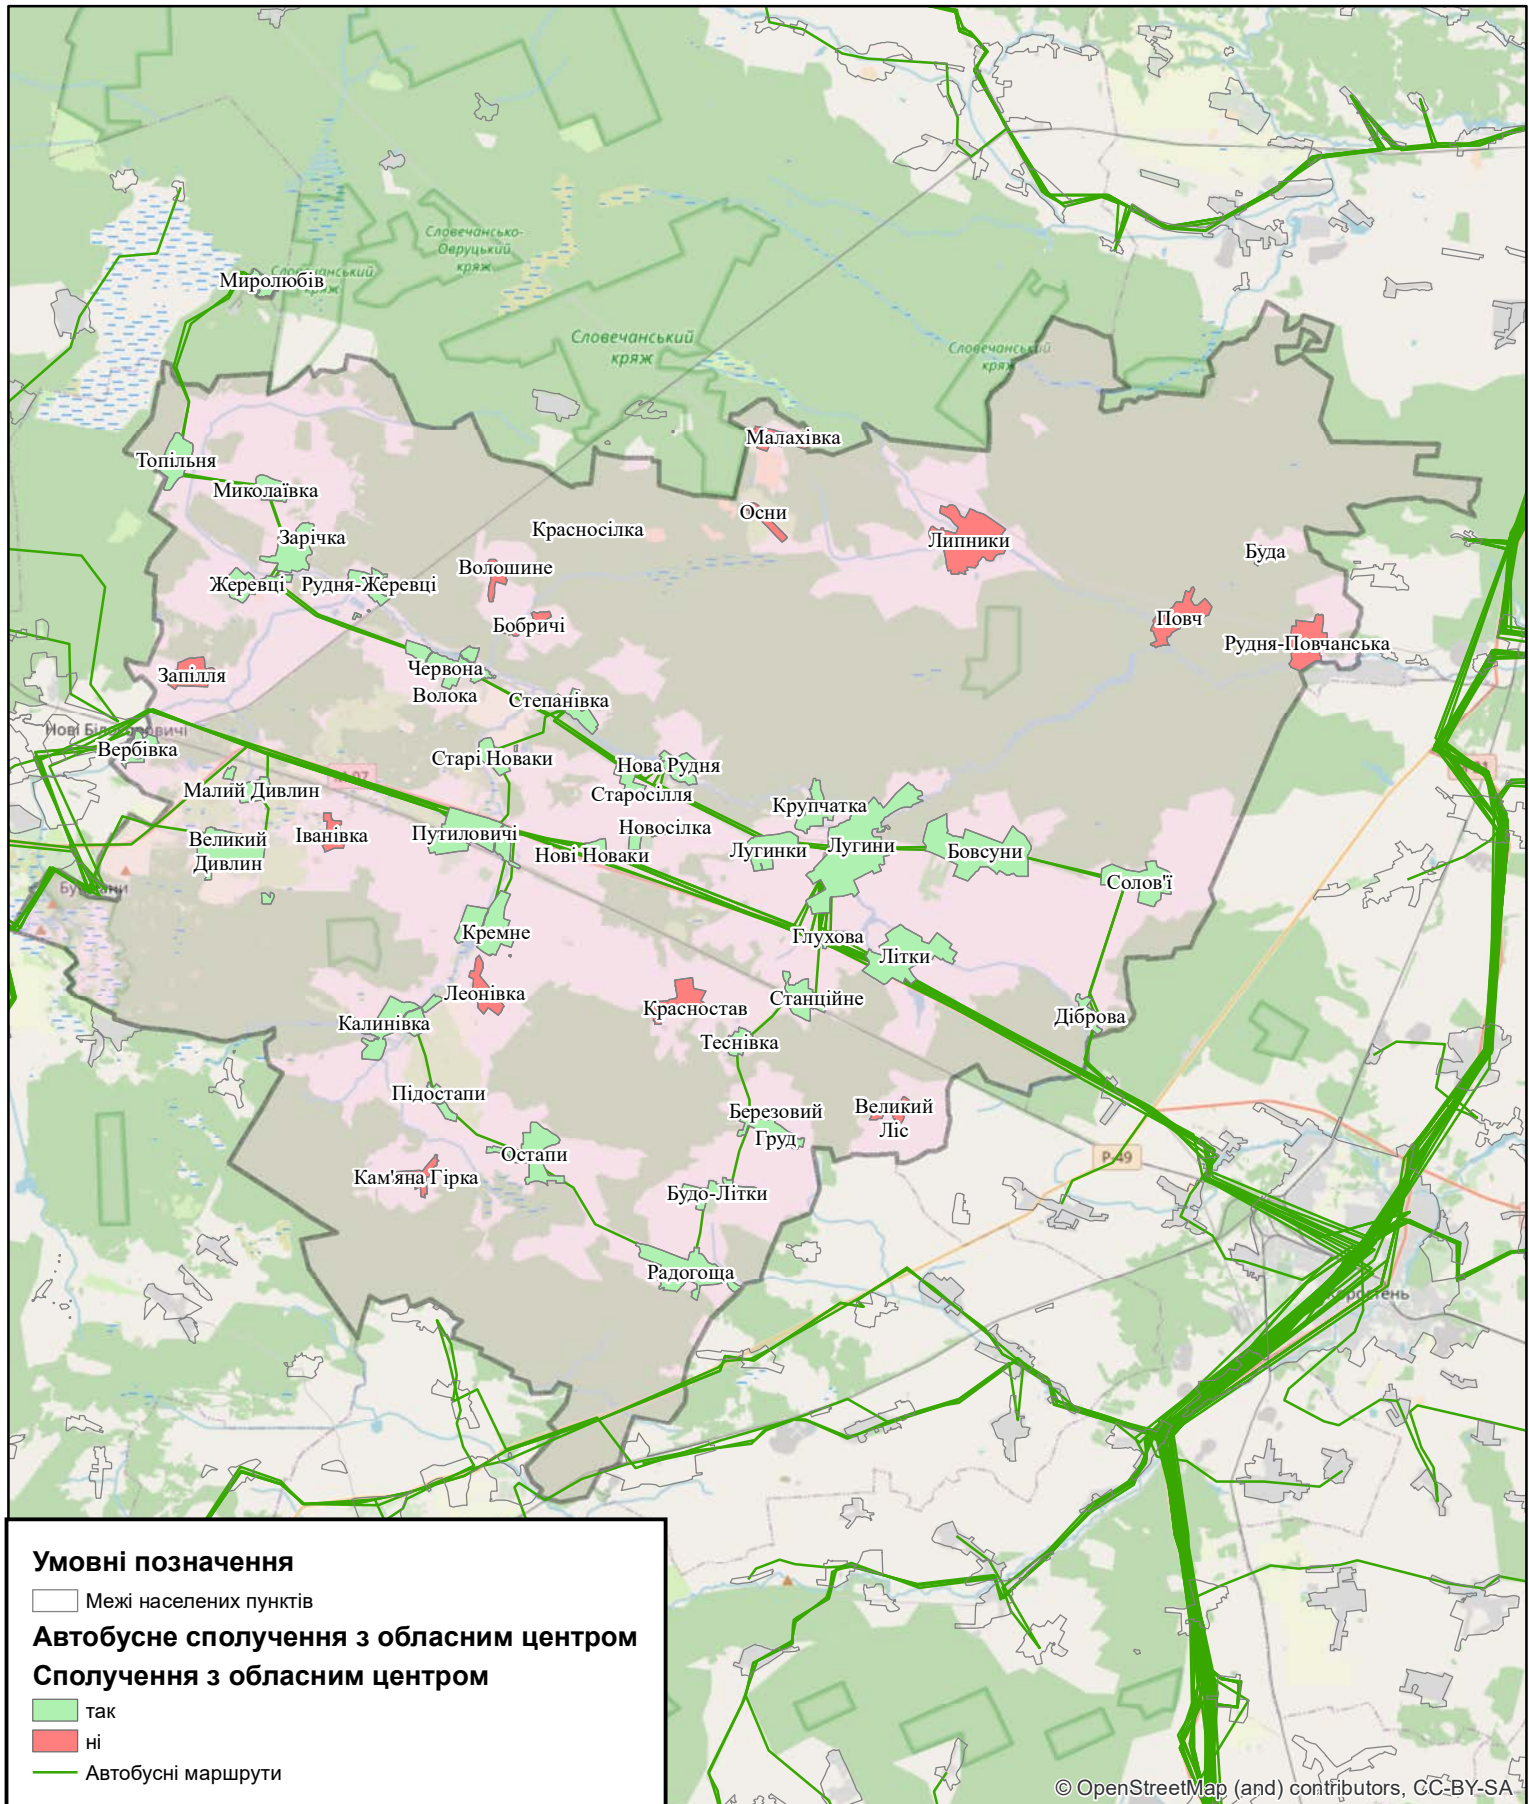 Словечансько-
Овруцький
кряж
Словечанський
кряж
Миролюбів
Словечанський
кряж
Словечанський
кряж
Малахівка
Топільня
Миколаївка
Осни
Красносілка
Зарічка
Липники
Буда
Волошине
Жеревці
Рудня-Жеревці
Бобричі
Повч
Рудня-Повчанська
Запілля
Червона
Волока
Степанівка
Вербівка
Старі Новаки
Нова Рудня
Малий Дивлин
Старосілля
Крупчатка
Іванівка
Путиловичі
Новосілка
Великий
Дивлин
Нові Новаки
Лугинки
Лугини
Бовсуни
Солов'ї
Кремне
Глухова
Літки
Леонівка
Красностав
Станційне
Калинівка
Діброва
Теснівка
Підостапи
Березовий
Груд
Великий
Ліс
Остапи
Р-49
Кам'яна Гірка
Будо-Літки
Радогоща
Коростень
Умовні позначення
Межі населених пунктів
Автобусне сполучення з обласним центром
Сполучення з обласним центром
так
ні
Автобусні маршрути
© OpenStreetMap (and) contributors, CC-BY-SA